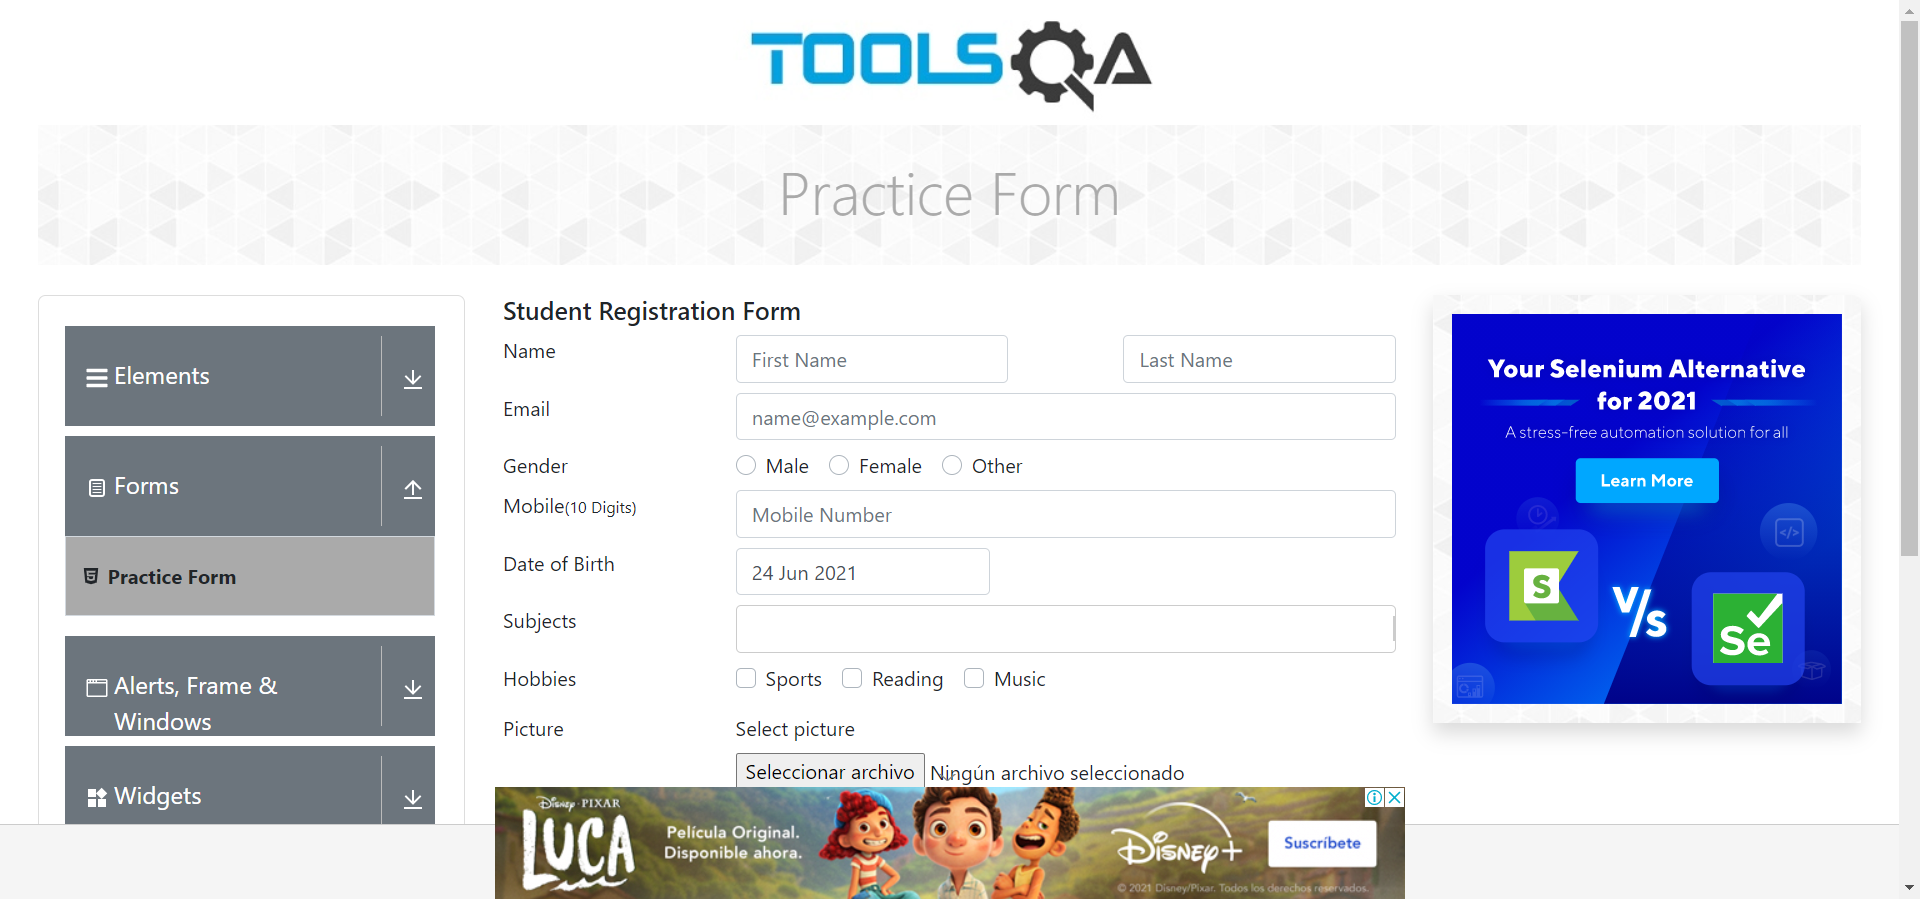 TOOLSQA
Practice Form
Elements
Forms
Practice Form
Alerts, Frame &
Windows
Widgets
Student Registration Form
Name
First Name
Last Name
Email
name@example.com
Gender
Male
Female
Other
Mobile(10 Digits)
Mobile Number
Date of Birth
24 Jun 2021
Subjects
Hobbies
Sports
Reading
Music
Picture
Select picture
Seleccionar archivo
Ningún archivo seleccionado
Your Selenium Alternative
for 2021
A stress-free automation solution for all
Learn More
S
V/s
Se
Disney · PIXAR
LUCA
Película Original.
Disponible ahora.
Disney+
Suscríbete
© 2021 Disney/Pixar. Todos los derechos reservados.